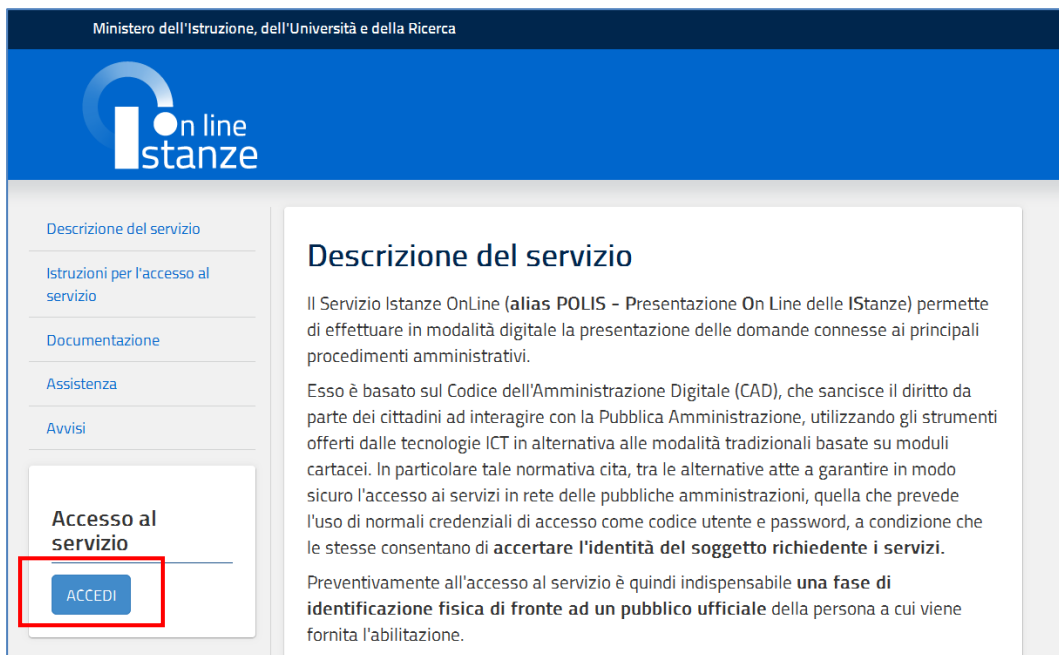 Ministero dell'Istruzione, dell'Università e della Ricerca
On line
Istanze
Descrizione del servizio
Istruzioni per l'accesso al
servizio
Documentazione
Assistenza
Avvisi
Accesso al
servizio
ACCEDI
Descrizione del servizio
Il Servizio Istanze OnLine (alias POLIS - Presentazione On Line delle IStanze) permette
di effettuare in modalità digitale la presentazione delle domande connesse ai principali
procedimenti amministrativi.
Esso è basato sul Codice dell'Amministrazione Digitale (CAD), che sancisce il diritto da
parte dei cittadini ad interagire con la Pubblica Amministrazione, utilizzando gli strumenti
offerti dalle tecnologie ICT in alternativa alle modalità tradizionali basate su moduli
cartacei. In particolare tale normativa cita, tra le alternative atte a garantire in modo
sicuro l'accesso ai servizi in rete delle pubbliche amministrazioni, quella che prevede
l'uso di normali credenziali di accesso come codice utente e password, a condizione che
le stesse consentano di accertare l'identità del soggetto richiedente i servizi.
Preventivamente all'accesso al servizio è quindi indispensabile una fase di
identificazione fisica di fronte ad un pubblico ufficiale della persona a cui viene
fornita l'abilitazione.